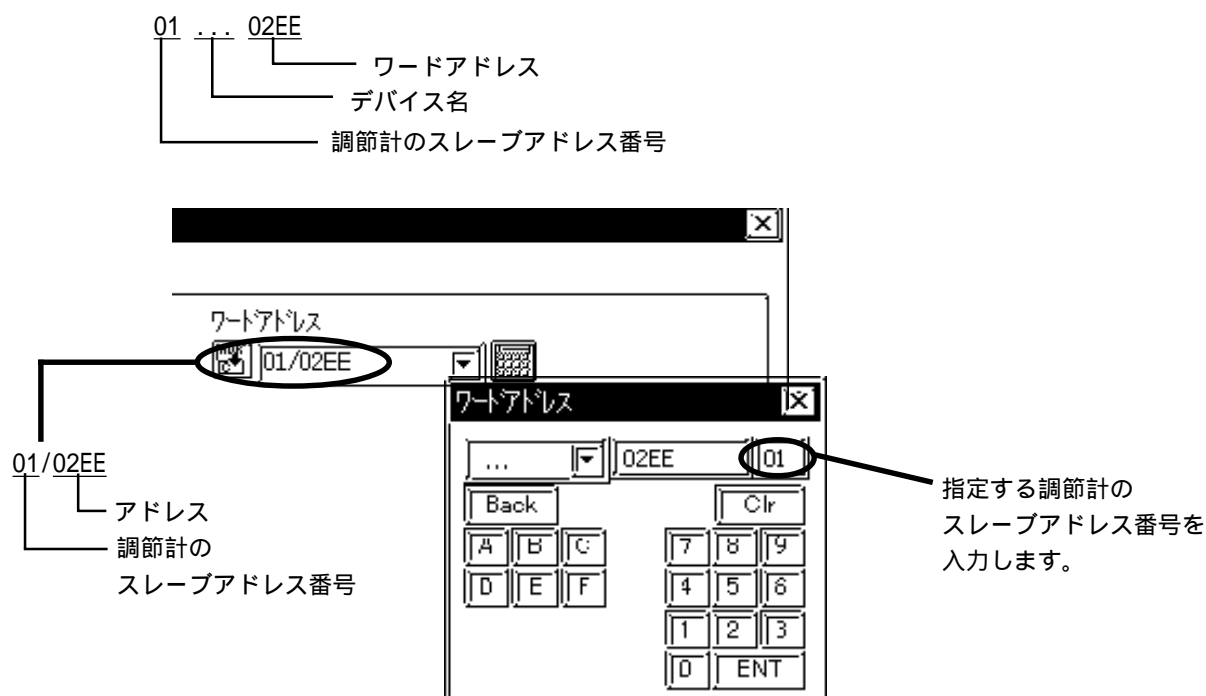 01 ... 02EE
ワードアドレス
デバイス名
調節計のスレーブアドレス番号
ワードアドレス
01/02EE
ワードアドレス
... 02EE 01
Back Clr
A B C 7 8 9
D E F 4 5 6
1 2 3
0 ENT
01/02EE
アドレス
調節計の
スレーブアドレス番号
指定する調節計の
スレーブアドレス番号を
入力します。